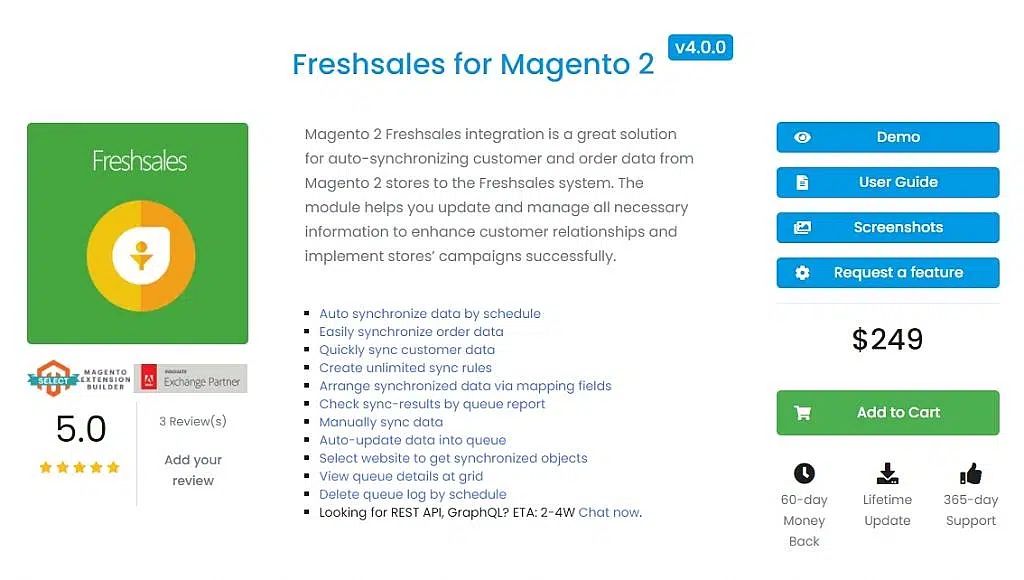 Freshsales for Magento 2 v4.0.0
Freshsales
SELECT
MAGENTO
EXTENSION
BUILDER
Exchange Partner
5.0
3 Review(s)
Add your
review
Magento 2 Freshsales integration is a great solution
for auto-synchronizing customer and order data from
Magento 2 stores to the Freshsales system. The
module helps you update and manage all necessary
information to enhance customer relationships and
implement stores’ campaigns successfully.
Auto synchronize data by schedule
Easily synchronize order data
Quickly sync customer data
Create unlimited sync rules
Arrange synchronized data via mapping fields
Check sync-results by queue report
Manually sync data
Auto-update data into queue
Select website to get synchronized objects
View queue details at grid
Delete queue log by schedule
Looking for REST API, GraphQL? ETA: 2-4W Chat now.
Demo
User Guide
Screenshots
Request a feature
$249
Add to Cart
60-day
Money
Back
Lifetime
Update
365-day
Support